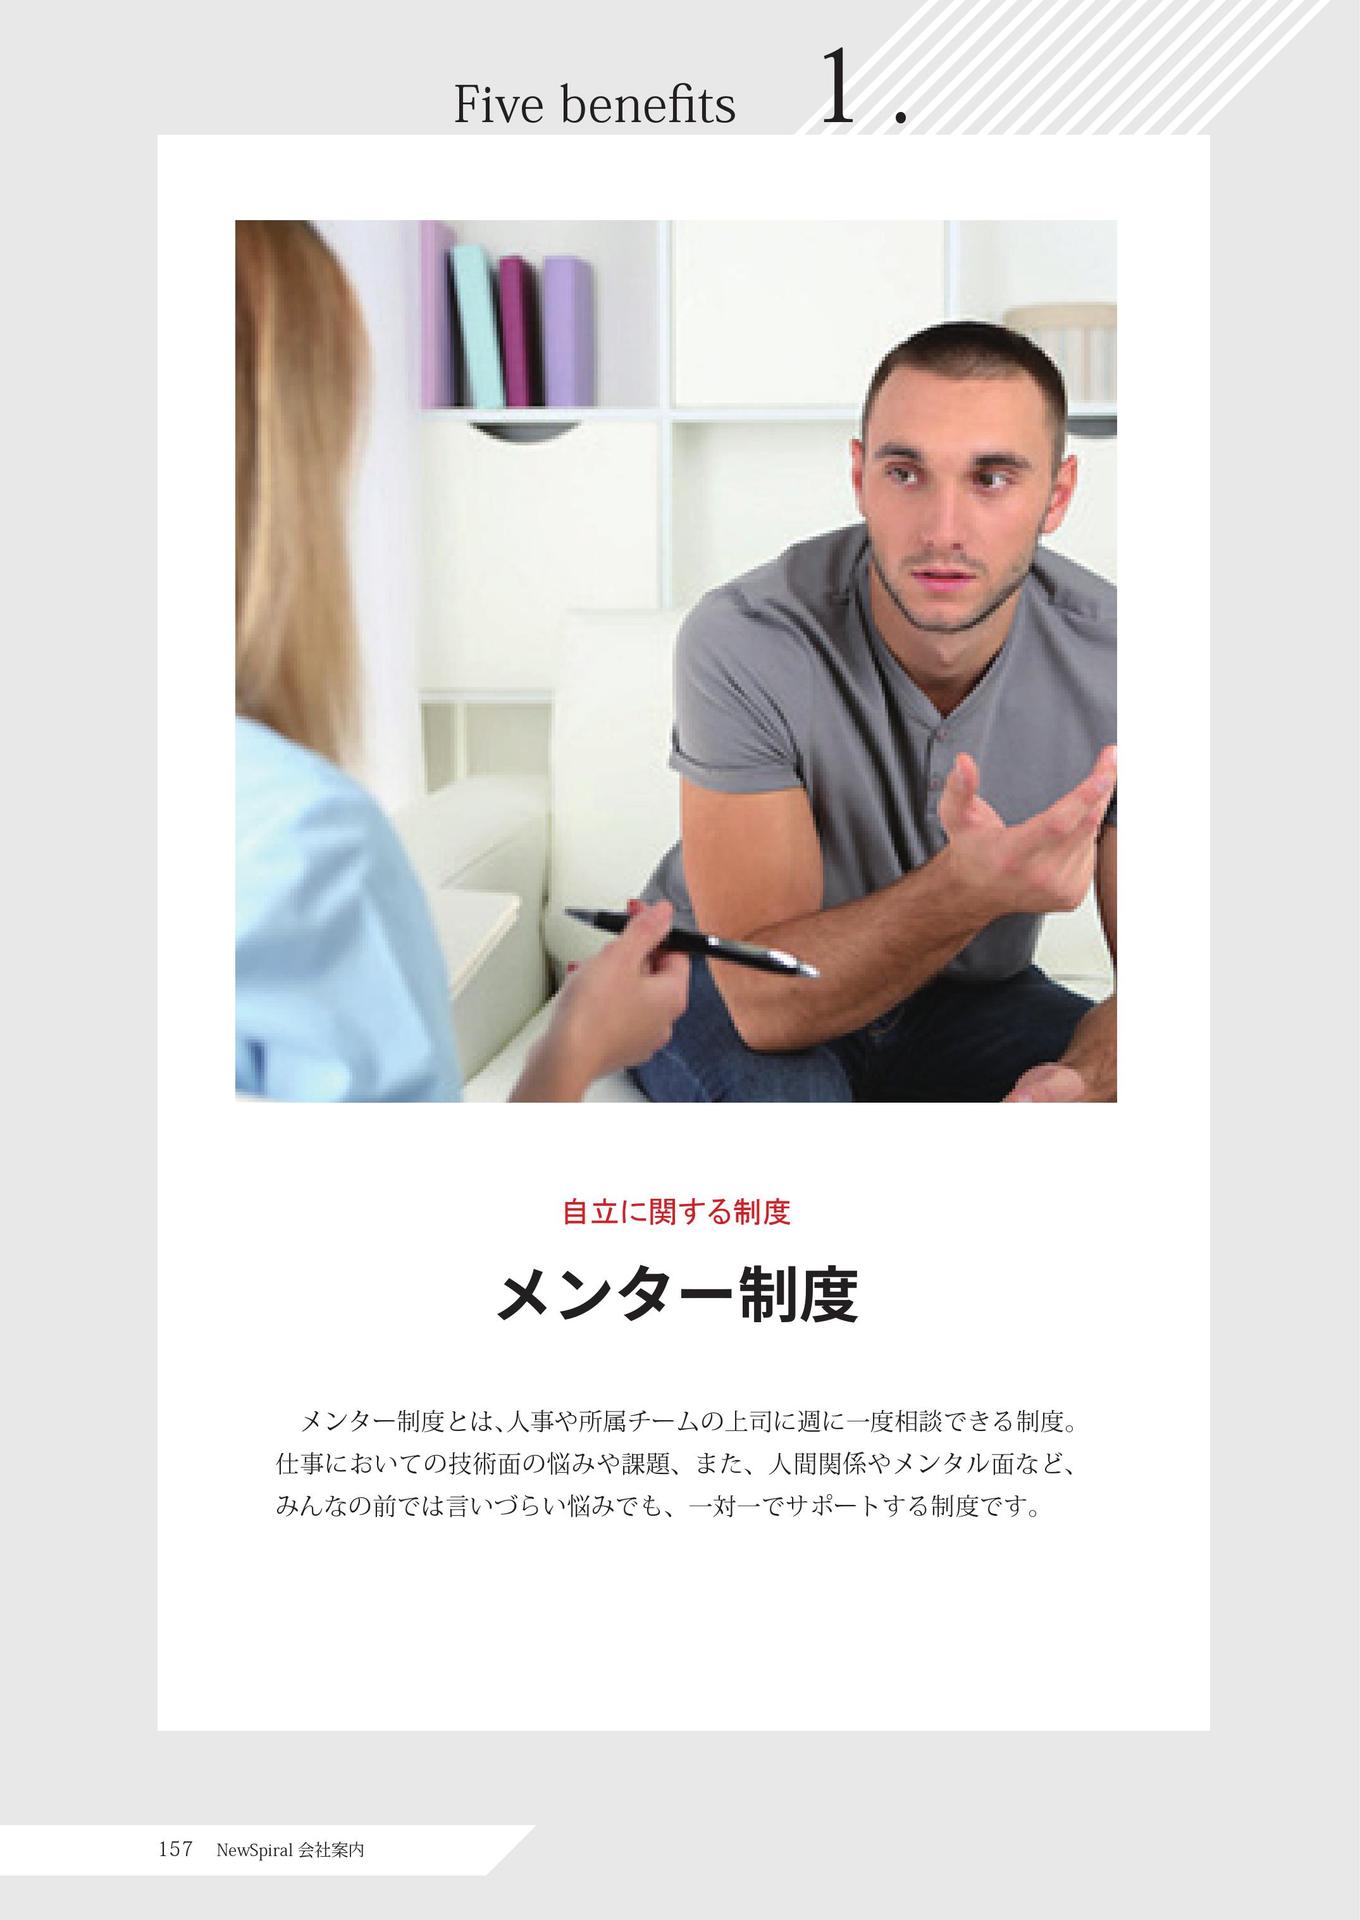 Five benefits 1 .
自立に関する制度
メンター制度
メンター制度とは、人事や所属チームの上司に週に一度相談できる制度。
仕事においての技術面の悩みや課題、また、人間関係やメンタル面など、
みんなの前では言いづらい悩みでも、一対一でサポートする制度です。
157 NewSpiral 会社案内